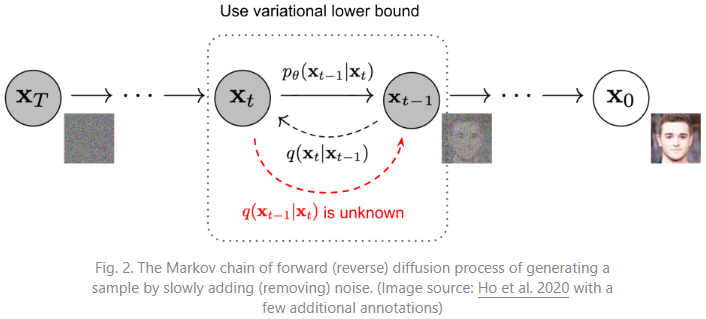 Use variational lower bound
x_T → ··· → x_t p_θ(x_{t−1}|x_t) x_{t−1} → ··· → x_0
q(x_t|x_{t−1})
q(x_{t−1}|x_t) is unknown
Fig. 2. The Markov chain of forward (reverse) diffusion process of generating a
sample by slowly adding (removing) noise. (Image source: Ho et al. 2020 with a
few additional annotations)